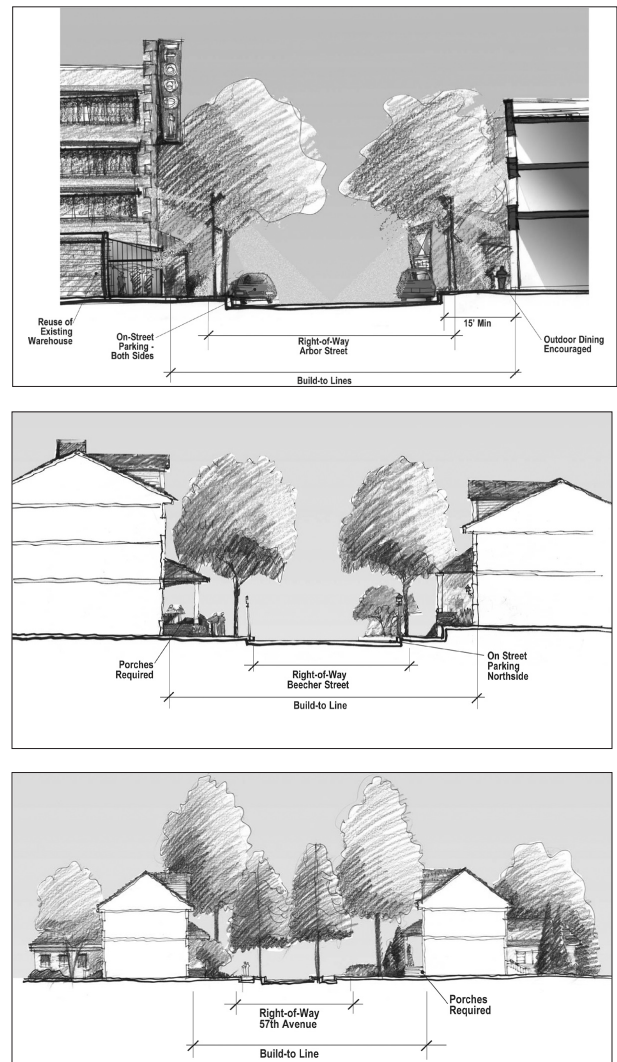 Reuse of
Existing
Warehouse
On-Street
Parking -
Both Sides
Right-of-Way
Arbor Street
15' Min
Outdoor Dining
Encouraged
Build-to Lines
Porches
Required
Right-of-Way
Beecher Street
On Street
Parking
Northside
Build-to Line
Right-of-Way
57th Avenue
Porches
Required
Build-to Line